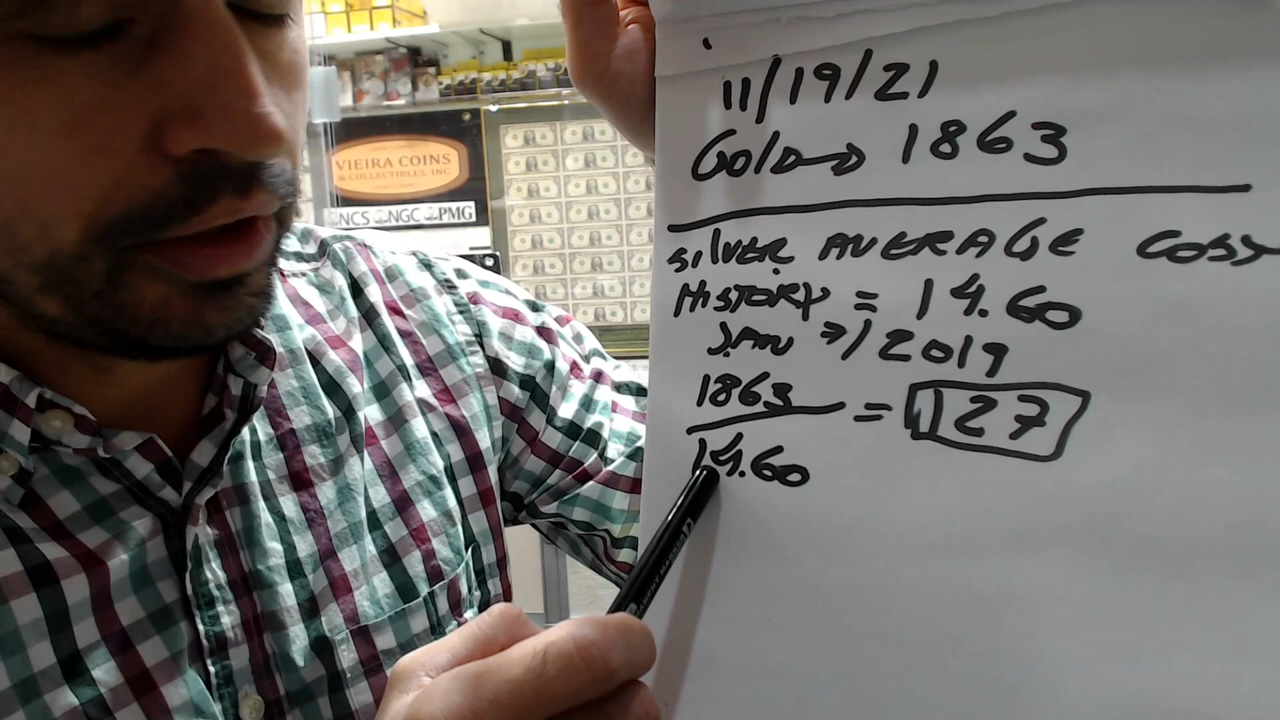 VIEIRA COINS
& COLLECTIBLES, INC.
NCS NGC PMG
11/19/21
Gold → 1863
SILVER AVERAGE COST
HISTORY = 14.60
JAN → 2019
1863
= 127
14.60